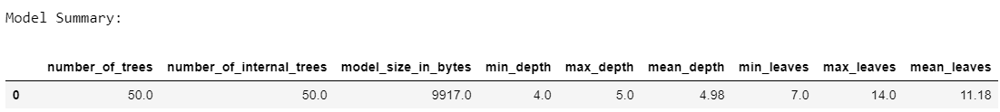 Model Summary:
number_of_trees number_of_internal_trees model_size_in_bytes min_depth max_depth mean_depth min_leaves max_leaves mean_leaves
0 50.0 50.0 9917.0 4.0 5.0 4.98 7.0 14.0 11.18